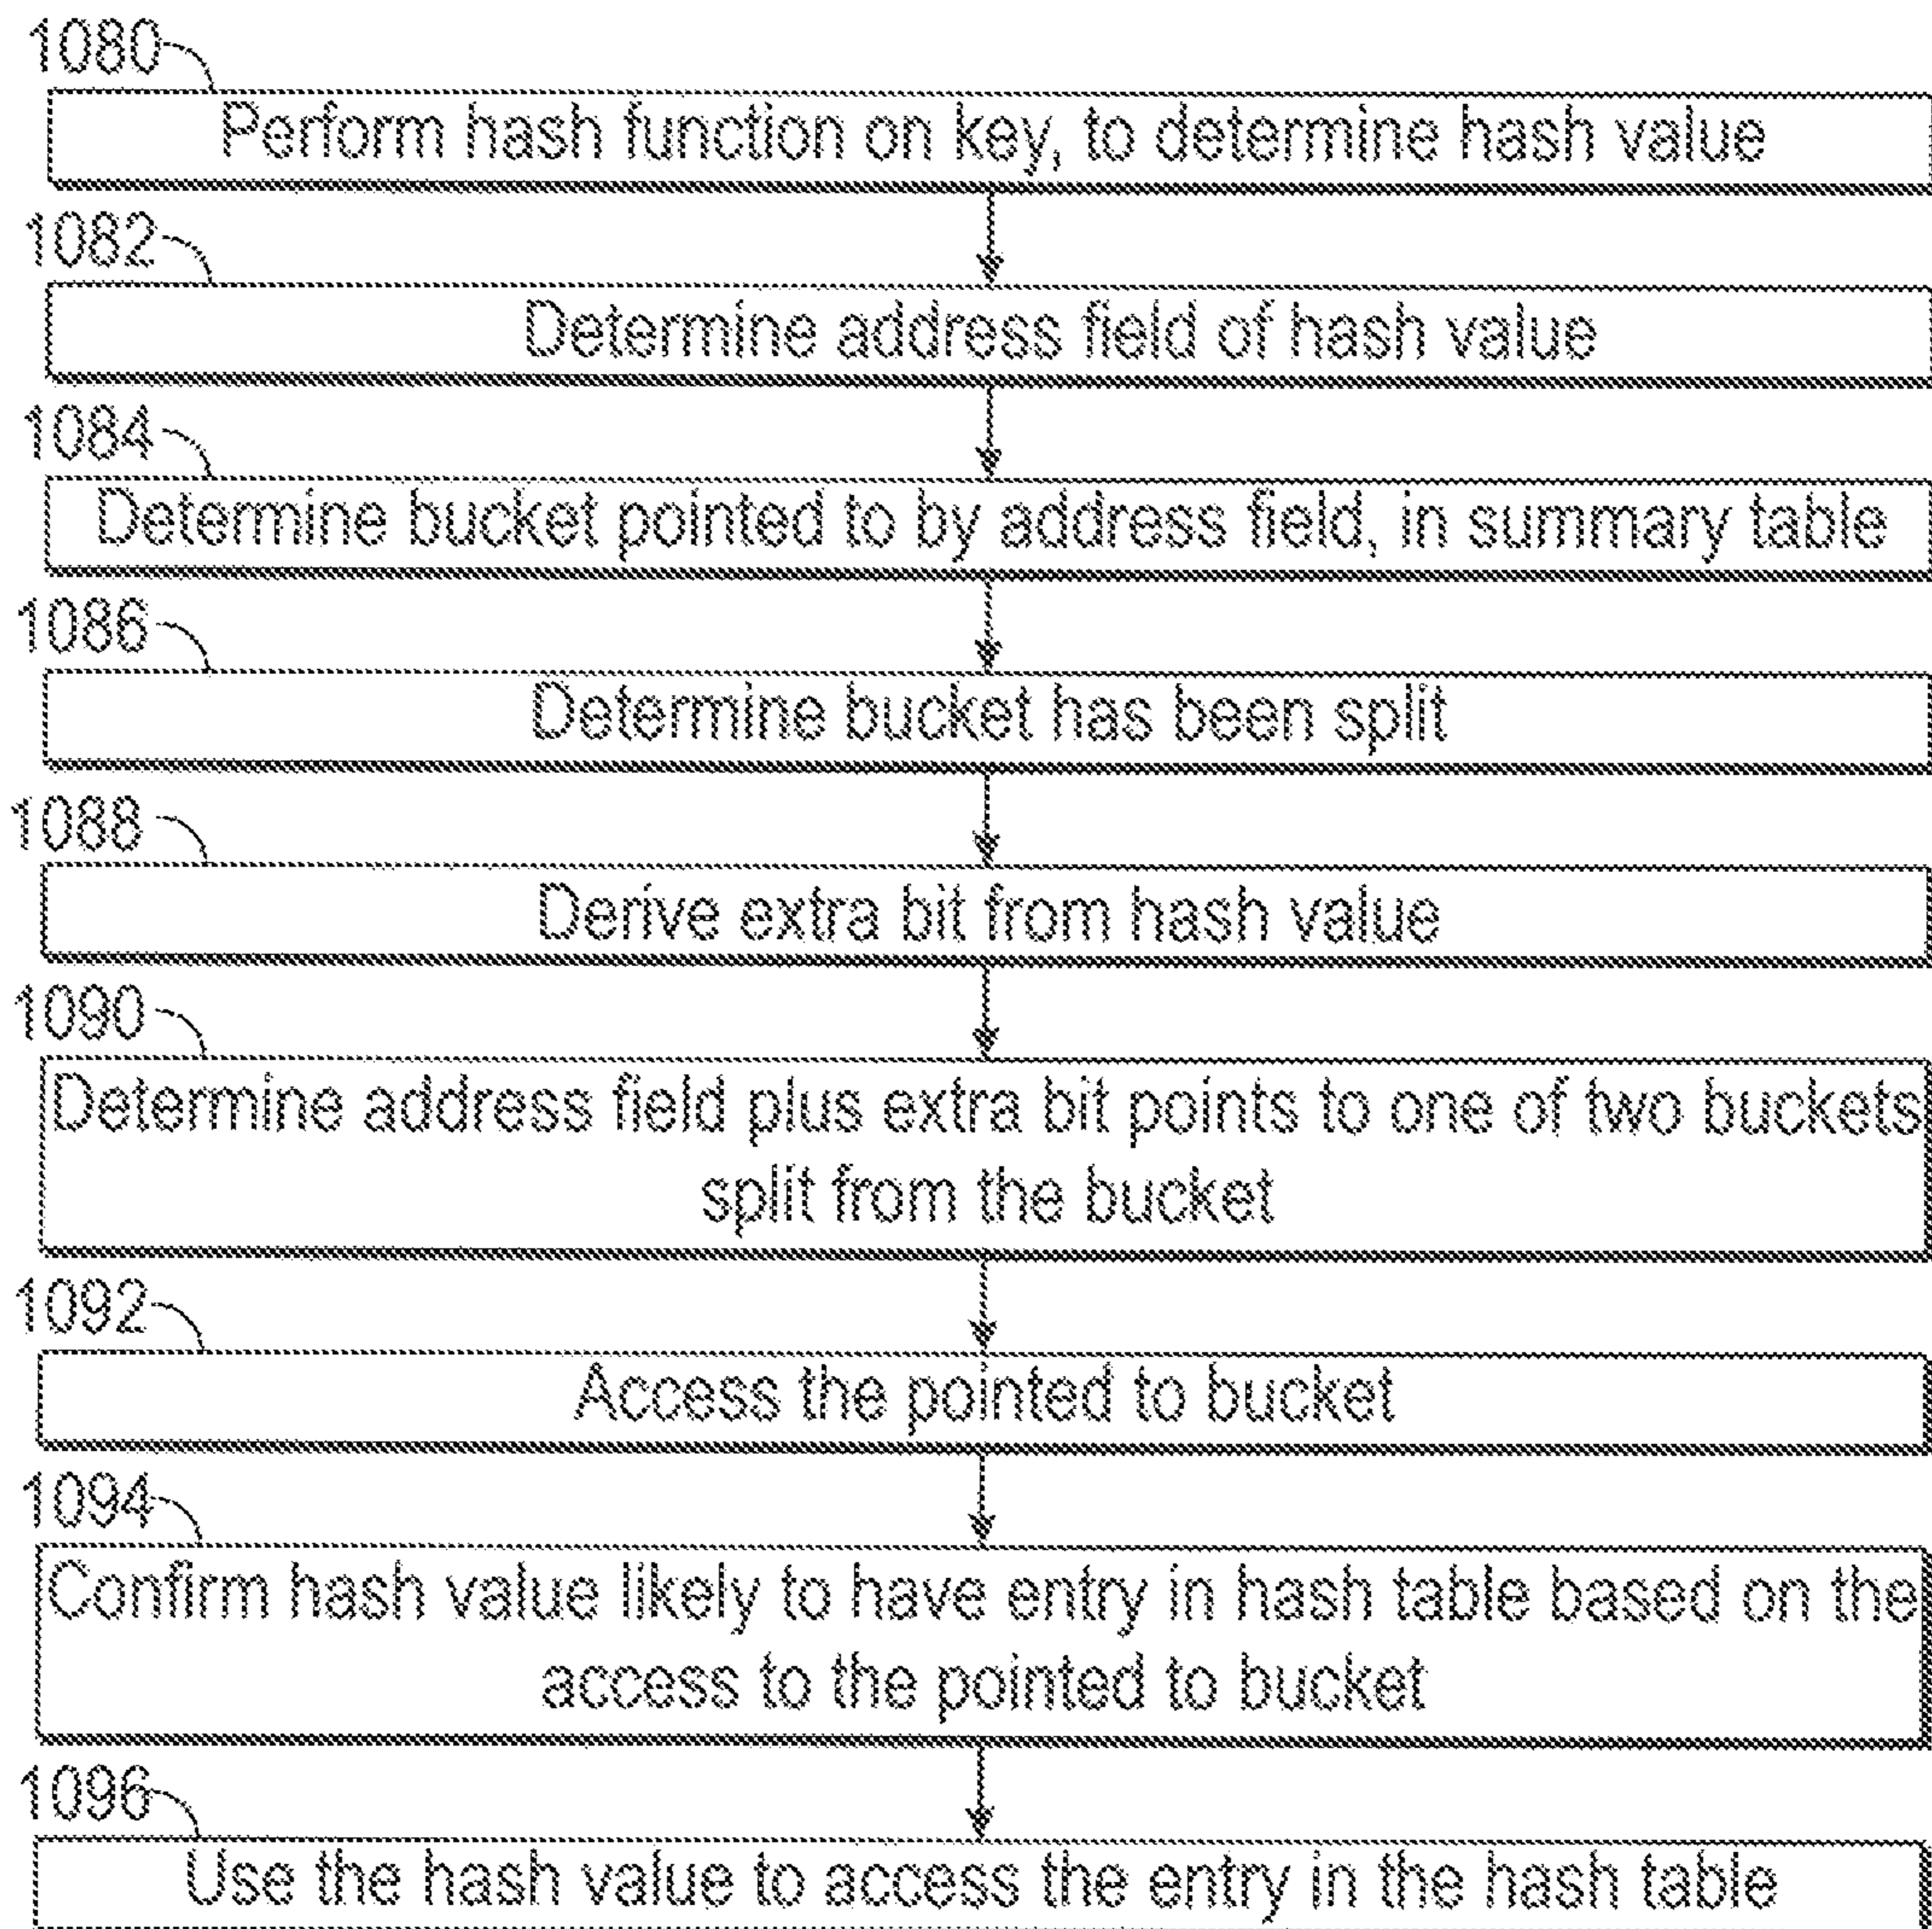 1080
Perform hash function on key, to determine hash value
1082
Determine address field of hash value
1084
Determine bucket pointed to by address field, in summary table
1086
Determine bucket has been split
1088
Derive extra bit from hash value
1090
Determine address field plus extra bit points to one of two buckets
split from the bucket
1092
Access the pointed to bucket
1094
Confirm hash value likely to have entry in hash table based on the
access to the pointed to bucket
1096
Use the hash value to access the entry in the hash table